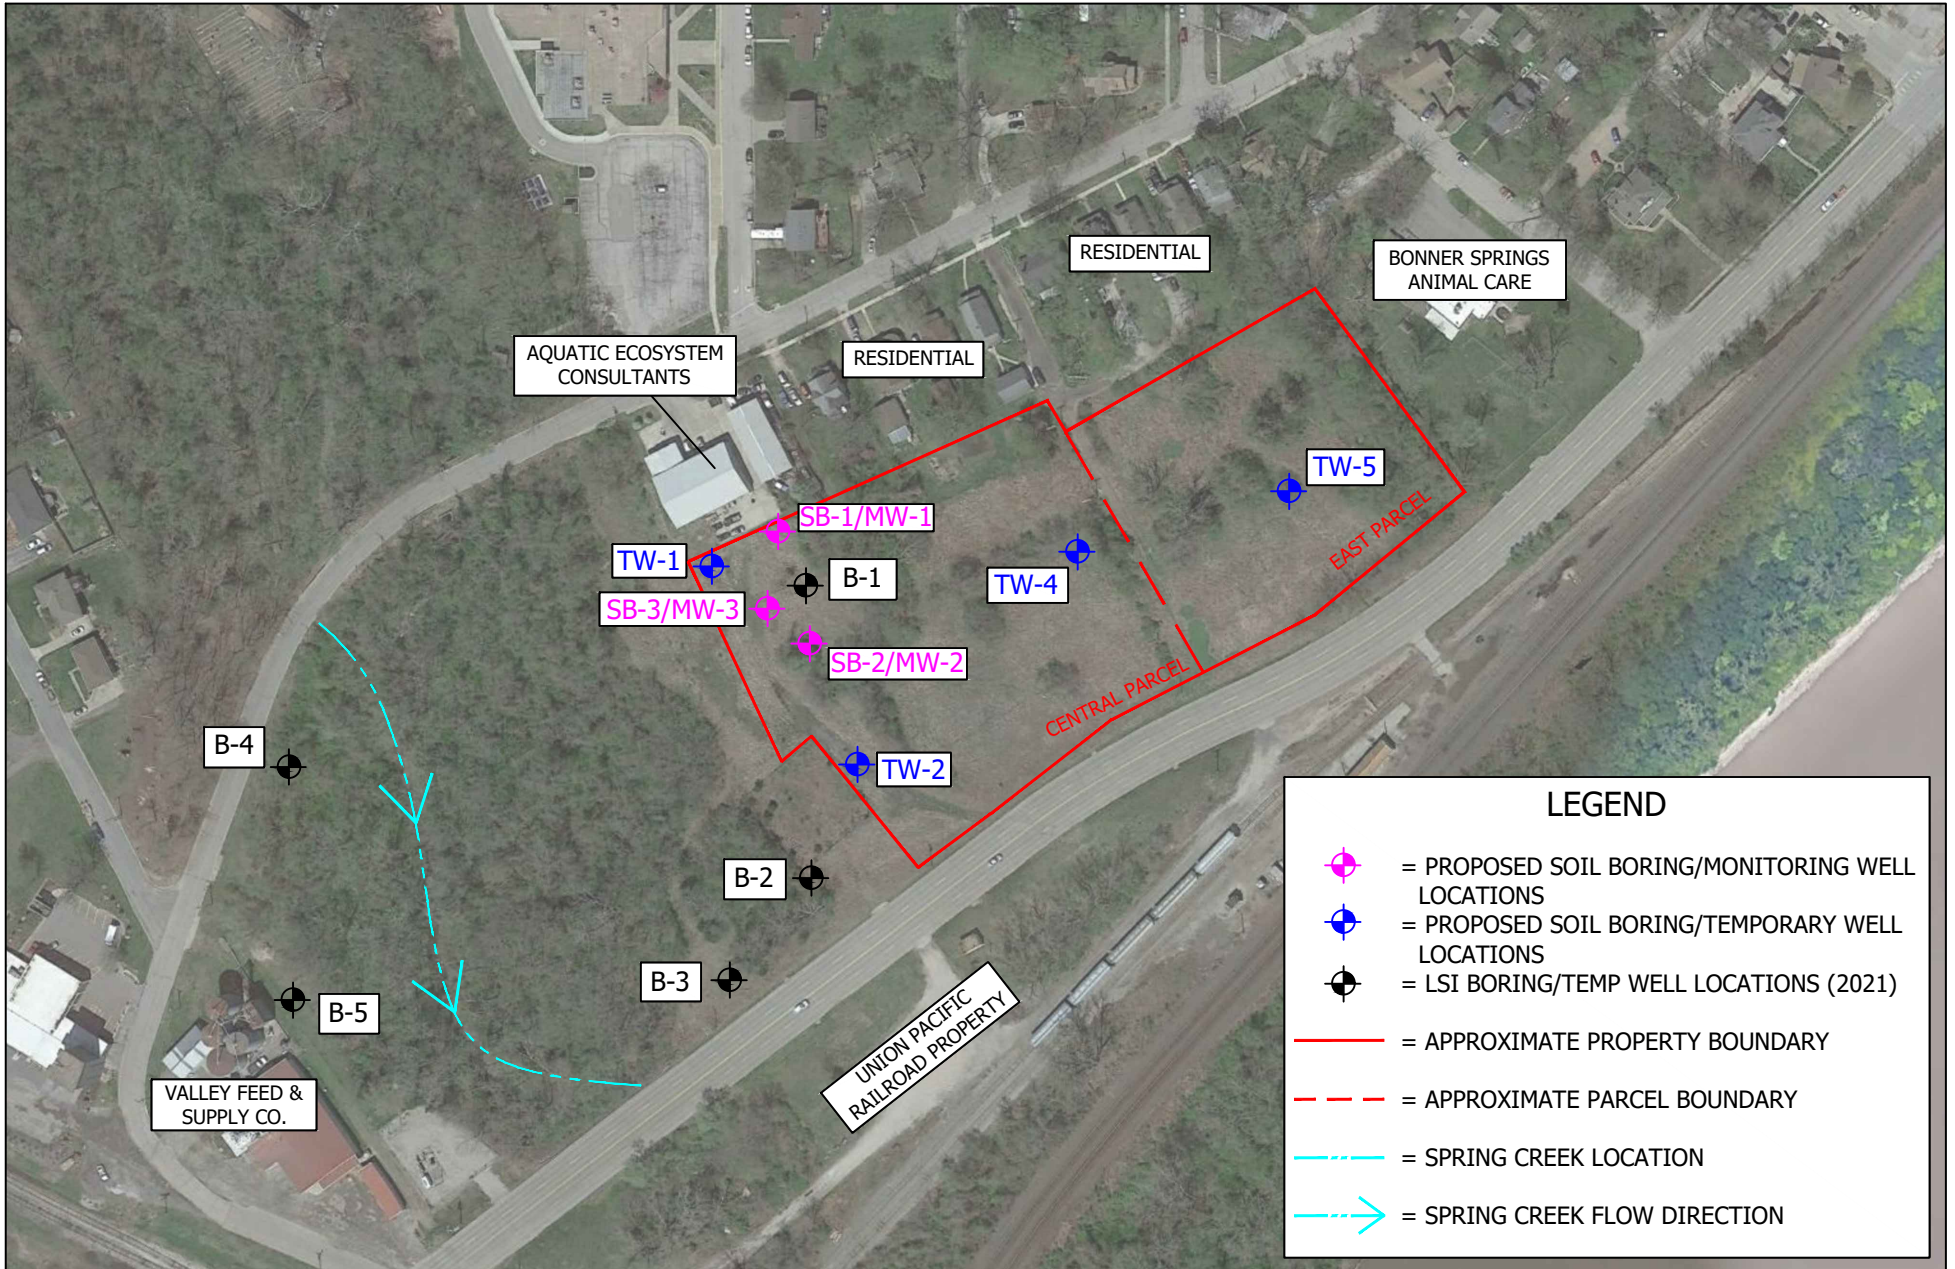 RESIDENTIAL
BONNER SPRINGS
ANIMAL CARE
AQUATIC ECOSYSTEM
CONSULTANTS
RESIDENTIAL
TW-5
SB-1/MW-1
EAST PARCEL
TW-1
B-1
TW-4
SB-3/MW-3
SB-2/MW-2
CENTRAL PARCEL
B-4
TW-2
B-2
B-3
B-5
UNION PACIFIC
RAILROAD PROPERTY
VALLEY FEED &
SUPPLY CO.
LEGEND
= PROPOSED SOIL BORING/MONITORING WELL
LOCATIONS
= PROPOSED SOIL BORING/TEMPORARY WELL
LOCATIONS
= LSI BORING/TEMP WELL LOCATIONS (2021)
= APPROXIMATE PROPERTY BOUNDARY
= APPROXIMATE PARCEL BOUNDARY
= SPRING CREEK LOCATION
= SPRING CREEK FLOW DIRECTION